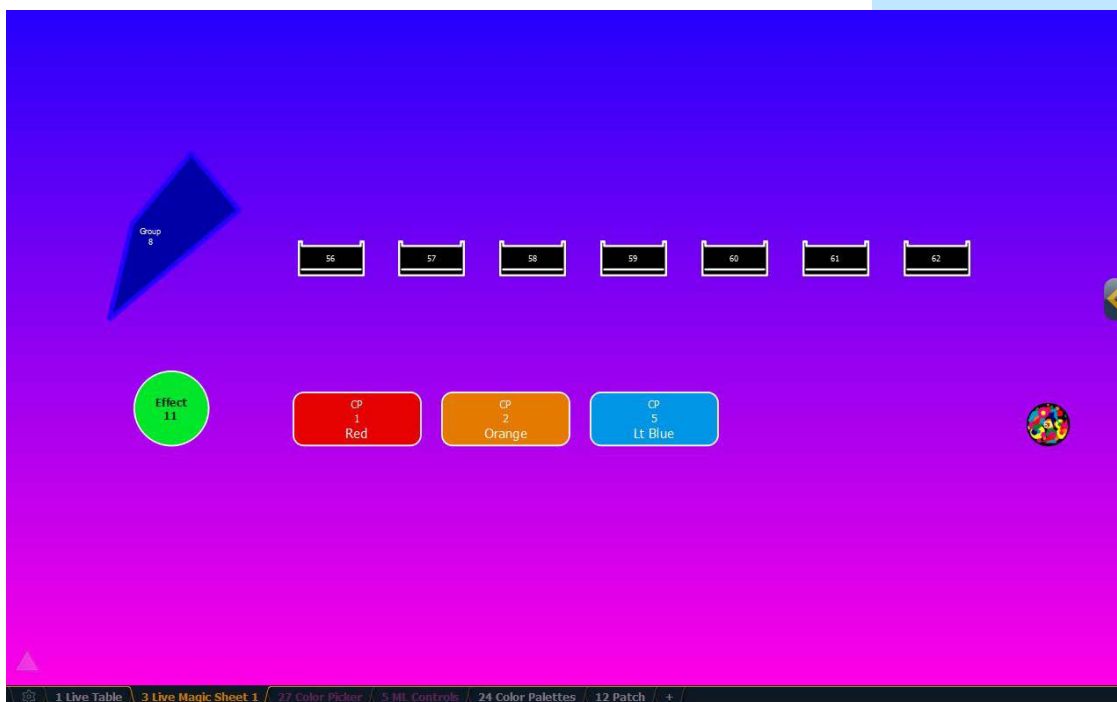 Group
8
56
57
58
59
60
61
62
Effect
11
CP
1
Red
CP
2
Orange
CP
5
Lt Blue
1 Live Table
3 Live Magic Sheet 1
27 Color Picker
5 ML Controls
24 Color Palettes
12 Patch
+